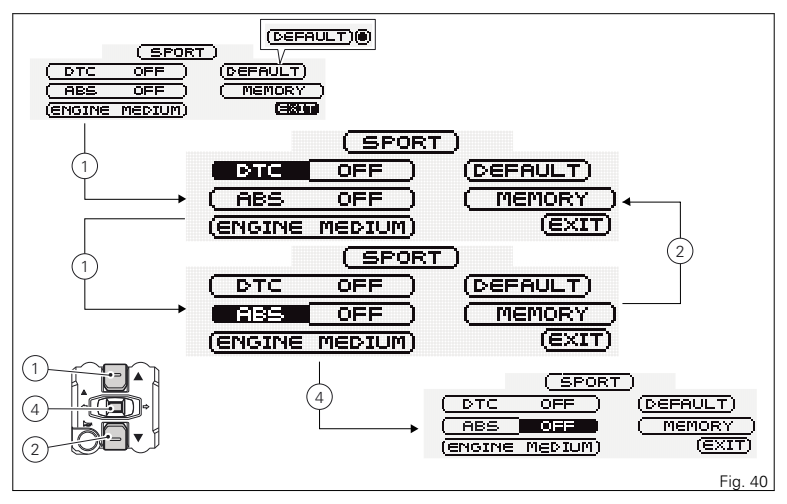 (DEFAULT)
SPORT
DTC OFF
DEFAULT
ABS OFF
MEMORY
ENGINE MEDIUM
EXIT
1
SPORT
DTC OFF
DEFAULT
ABS OFF
MEMORY
ENGINE MEDIUM
EXIT
1
2
SPORT
DTC OFF
DEFAULT
ABS OFF
MEMORY
ENGINE MEDIUM
EXIT
1
4
2
4
SPORT
DTC OFF
DEFAULT
ABS OFF
MEMORY
ENGINE MEDIUM
EXIT
Fig. 40